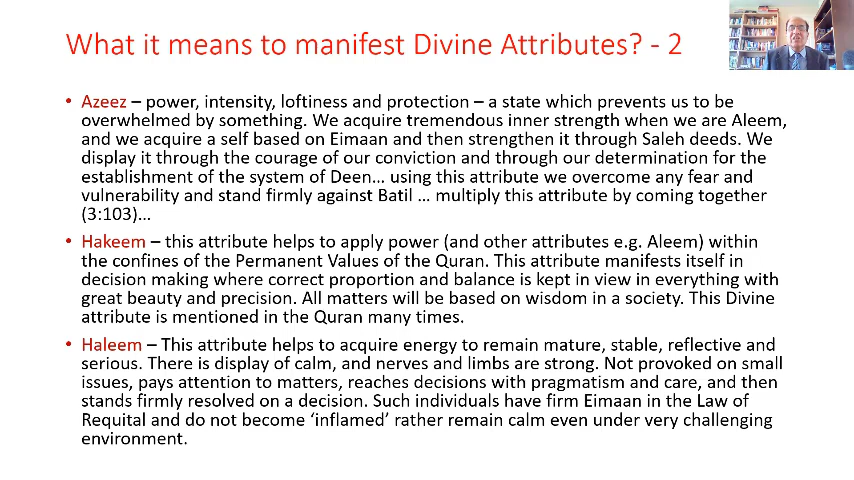 What it means to manifest Divine Attributes? - 2
• Azeez – power, intensity, loftiness and protection – a state which prevents us to be
overwhelmed by something. We acquire tremendous inner strength when we are Aleem,
and we acquire a self based on Eimaan and then strengthen it through Saleh deeds. We
display it through the courage of our conviction and through our determination for the
establishment of the system of Deen… using this attribute we overcome any fear and
vulnerability and stand firmly against Batil … multiply this attribute by coming together
(3:103)…
• Hakeem – this attribute helps to apply power (and other attributes e.g. Aleem) within
the confines of the Permanent Values of the Quran. This attribute manifests itself in
decision making where correct proportion and balance is kept in view in everything with
great beauty and precision. All matters will be based on wisdom in a society. This Divine
attribute is mentioned in the Quran many times.
• Haleem – This attribute helps to acquire energy to remain mature, stable, reflective and
serious. There is display of calm, and nerves and limbs are strong. Not provoked on small
issues, pays attention to matters, reaches decisions with pragmatism and care, and then
stands firmly resolved on a decision. Such individuals have firm Eimaan in the Law of
Requital and do not become ‘inflamed’ rather remain calm even under very challenging
environment.